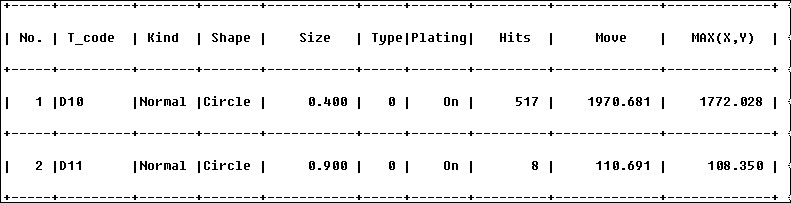 +-----+---------+-------+-------+-----------+-----+-------+---------+-------------+-------------+
| No. | T_code  | Kind  | Shape |    Size   | Type|Plating|   Hits  |     Move    |   MAX(X,Y)  |
+-----+---------+-------+-------+-----------+-----+-------+---------+-------------+-------------+
|   1 |D10      |Normal |Circle |     0.400 |  0  |    On |     517 |    1970.681 |    1772.028 |
+-----+---------+-------+-------+-----------+-----+-------+---------+-------------+-------------+
|   2 |D11      |Normal |Circle |     0.900 |  0  |    On |       8 |     110.691 |     108.350 |
+-----+---------+-------+-------+-----------+-----+-------+---------+-------------+-------------+